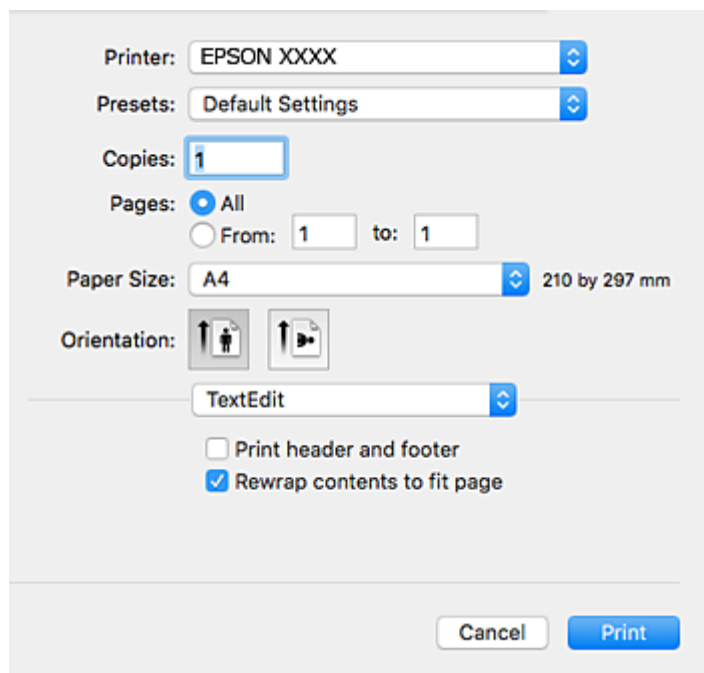 Printer: EPSON XXXX
Presets: Default Settings
Copies: 1
Pages: All
From: 1 to: 1
Paper Size: A4 210 by 297 mm
Orientation:
TextEdit
Print header and footer
Rewrap contents to fit page
Cancel Print